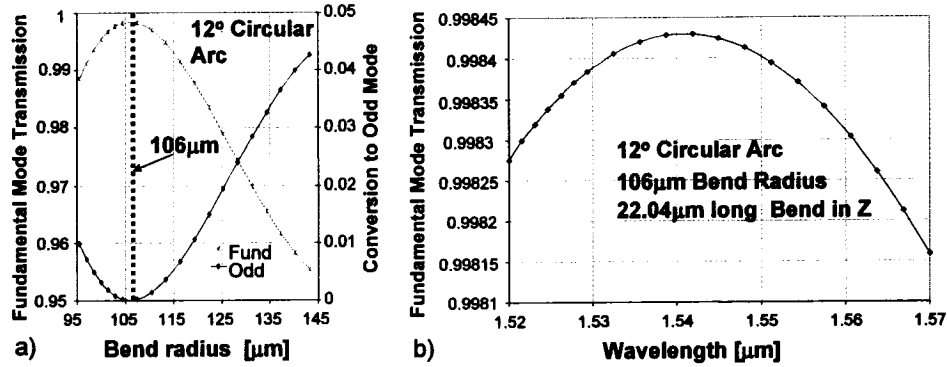 Fundamental Mode Transmission
1
0.99
0.98
0.97
0.96
0.95
12º Circular
Arc
106µm
Fund
Odd
0.05
0.04
0.03
0.02
0.01
0
Conversion to Odd Mode
95
105
115
125
135
145
a)
Bend radius [µm]
Fundamental Mode Transmission
0.99845
0.9984
0.99835
0.9983
0.99825
0.9982
0.99815
0.9981
12º Circular Arc
106µm Bend Radius
22.04µm long Bend in Z
1.52
1.53
1.54
1.55
1.56
1.57
b)
Wavelength [µm]